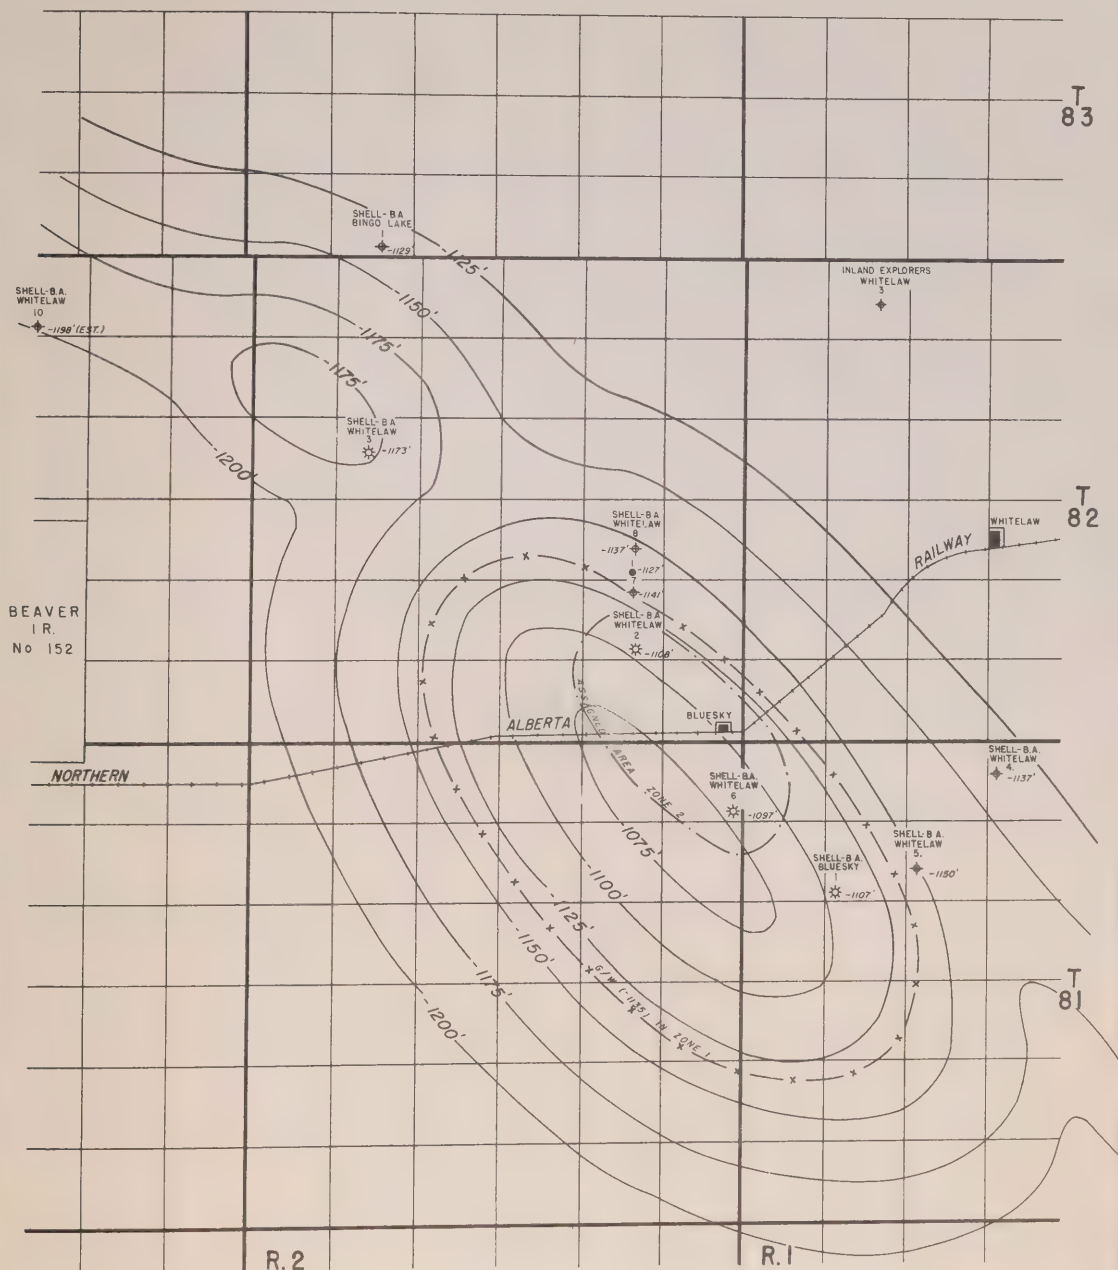 T
83
SHELL-B.A
BINGO LAKE
-1129'
-1125'
INLAND EXPLORERS
WHITELAW
3
SHELL-B.A.
WHITELAW
10
-1198' (EST.)
-1150'
-1175'
-1175'
SHELL-B.A
WHITELAW
3
-1173'
-1200'
T
82
SHELL-B.A
WHITELAW
8
-1137'
-1127'
7
-1141'
WHITELAW
RAILWAY
BEAVER
I R.
No 152
SHELL-B.A
WHITELAW
2
-1108'
ASSIGNED AREA ZONE 2
BLUESKY
ALBERTA
NORTHERN
SHELL-B.A.
WHITELAW
4.
-1137'
SHELL-B.A.
WHITELAW
6
-1097'
-1075'
SHELL-B.A.
WHITELAW
5.
-1150'
SHELL-B.A.
BLUESKY
-1107'
-1100'
-1125'
-1150'
G/W (-1135) IN ZONE 1
-1175'
-1200'
T
81
R. 2
R. 1